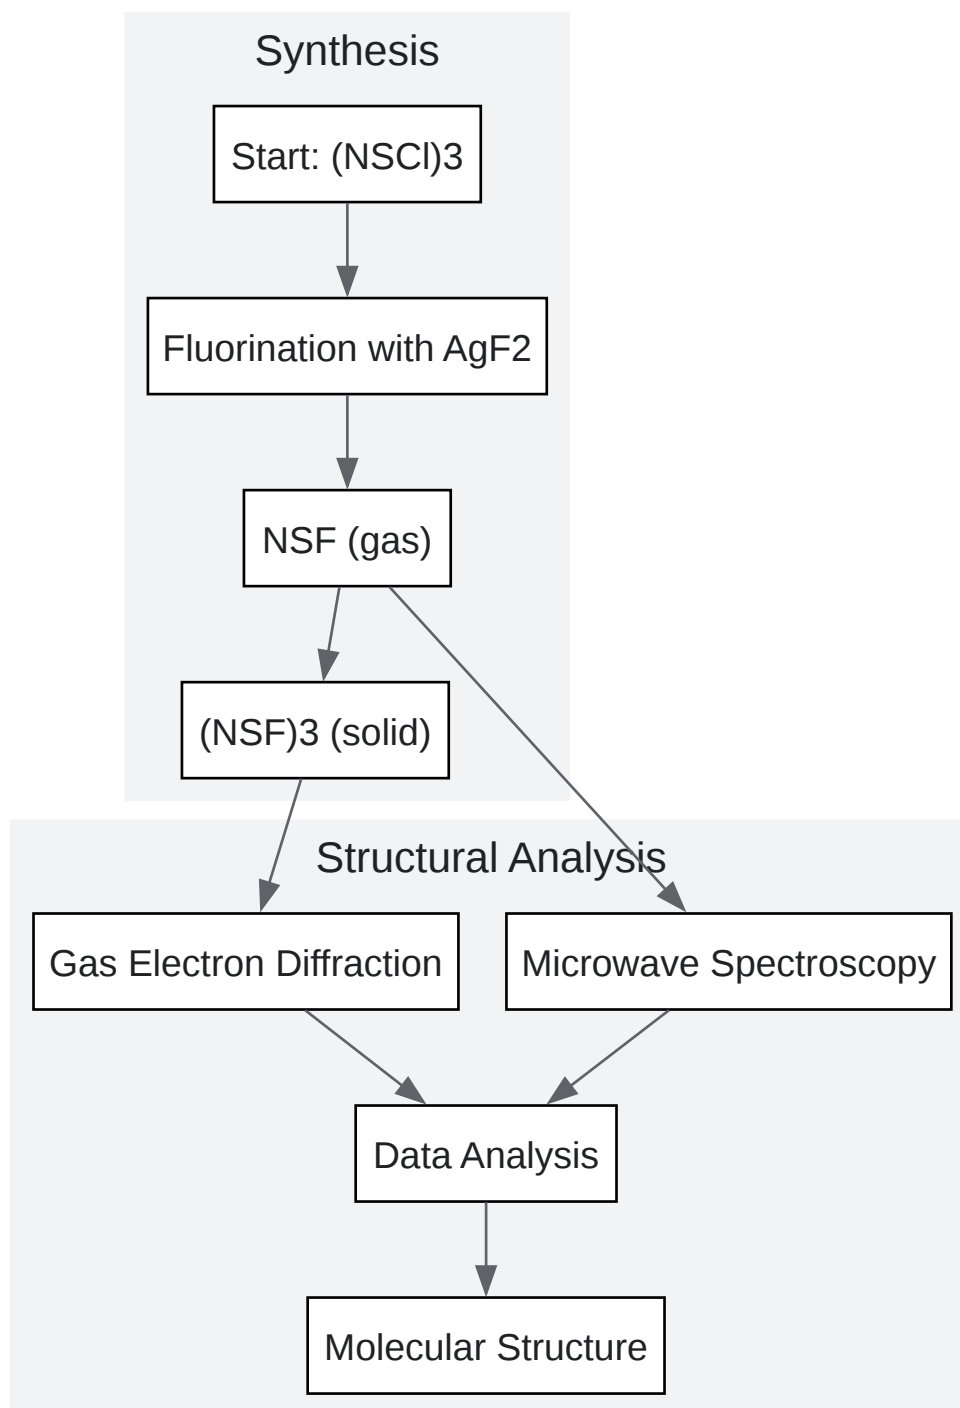 Synthesis
Start: (NSCl)3
Fluorination with AgF2
NSF (gas)
(NSF)3 (solid)
Structural Analysis
Gas Electron Diffraction
Microwave Spectroscopy
Data Analysis
Molecular Structure